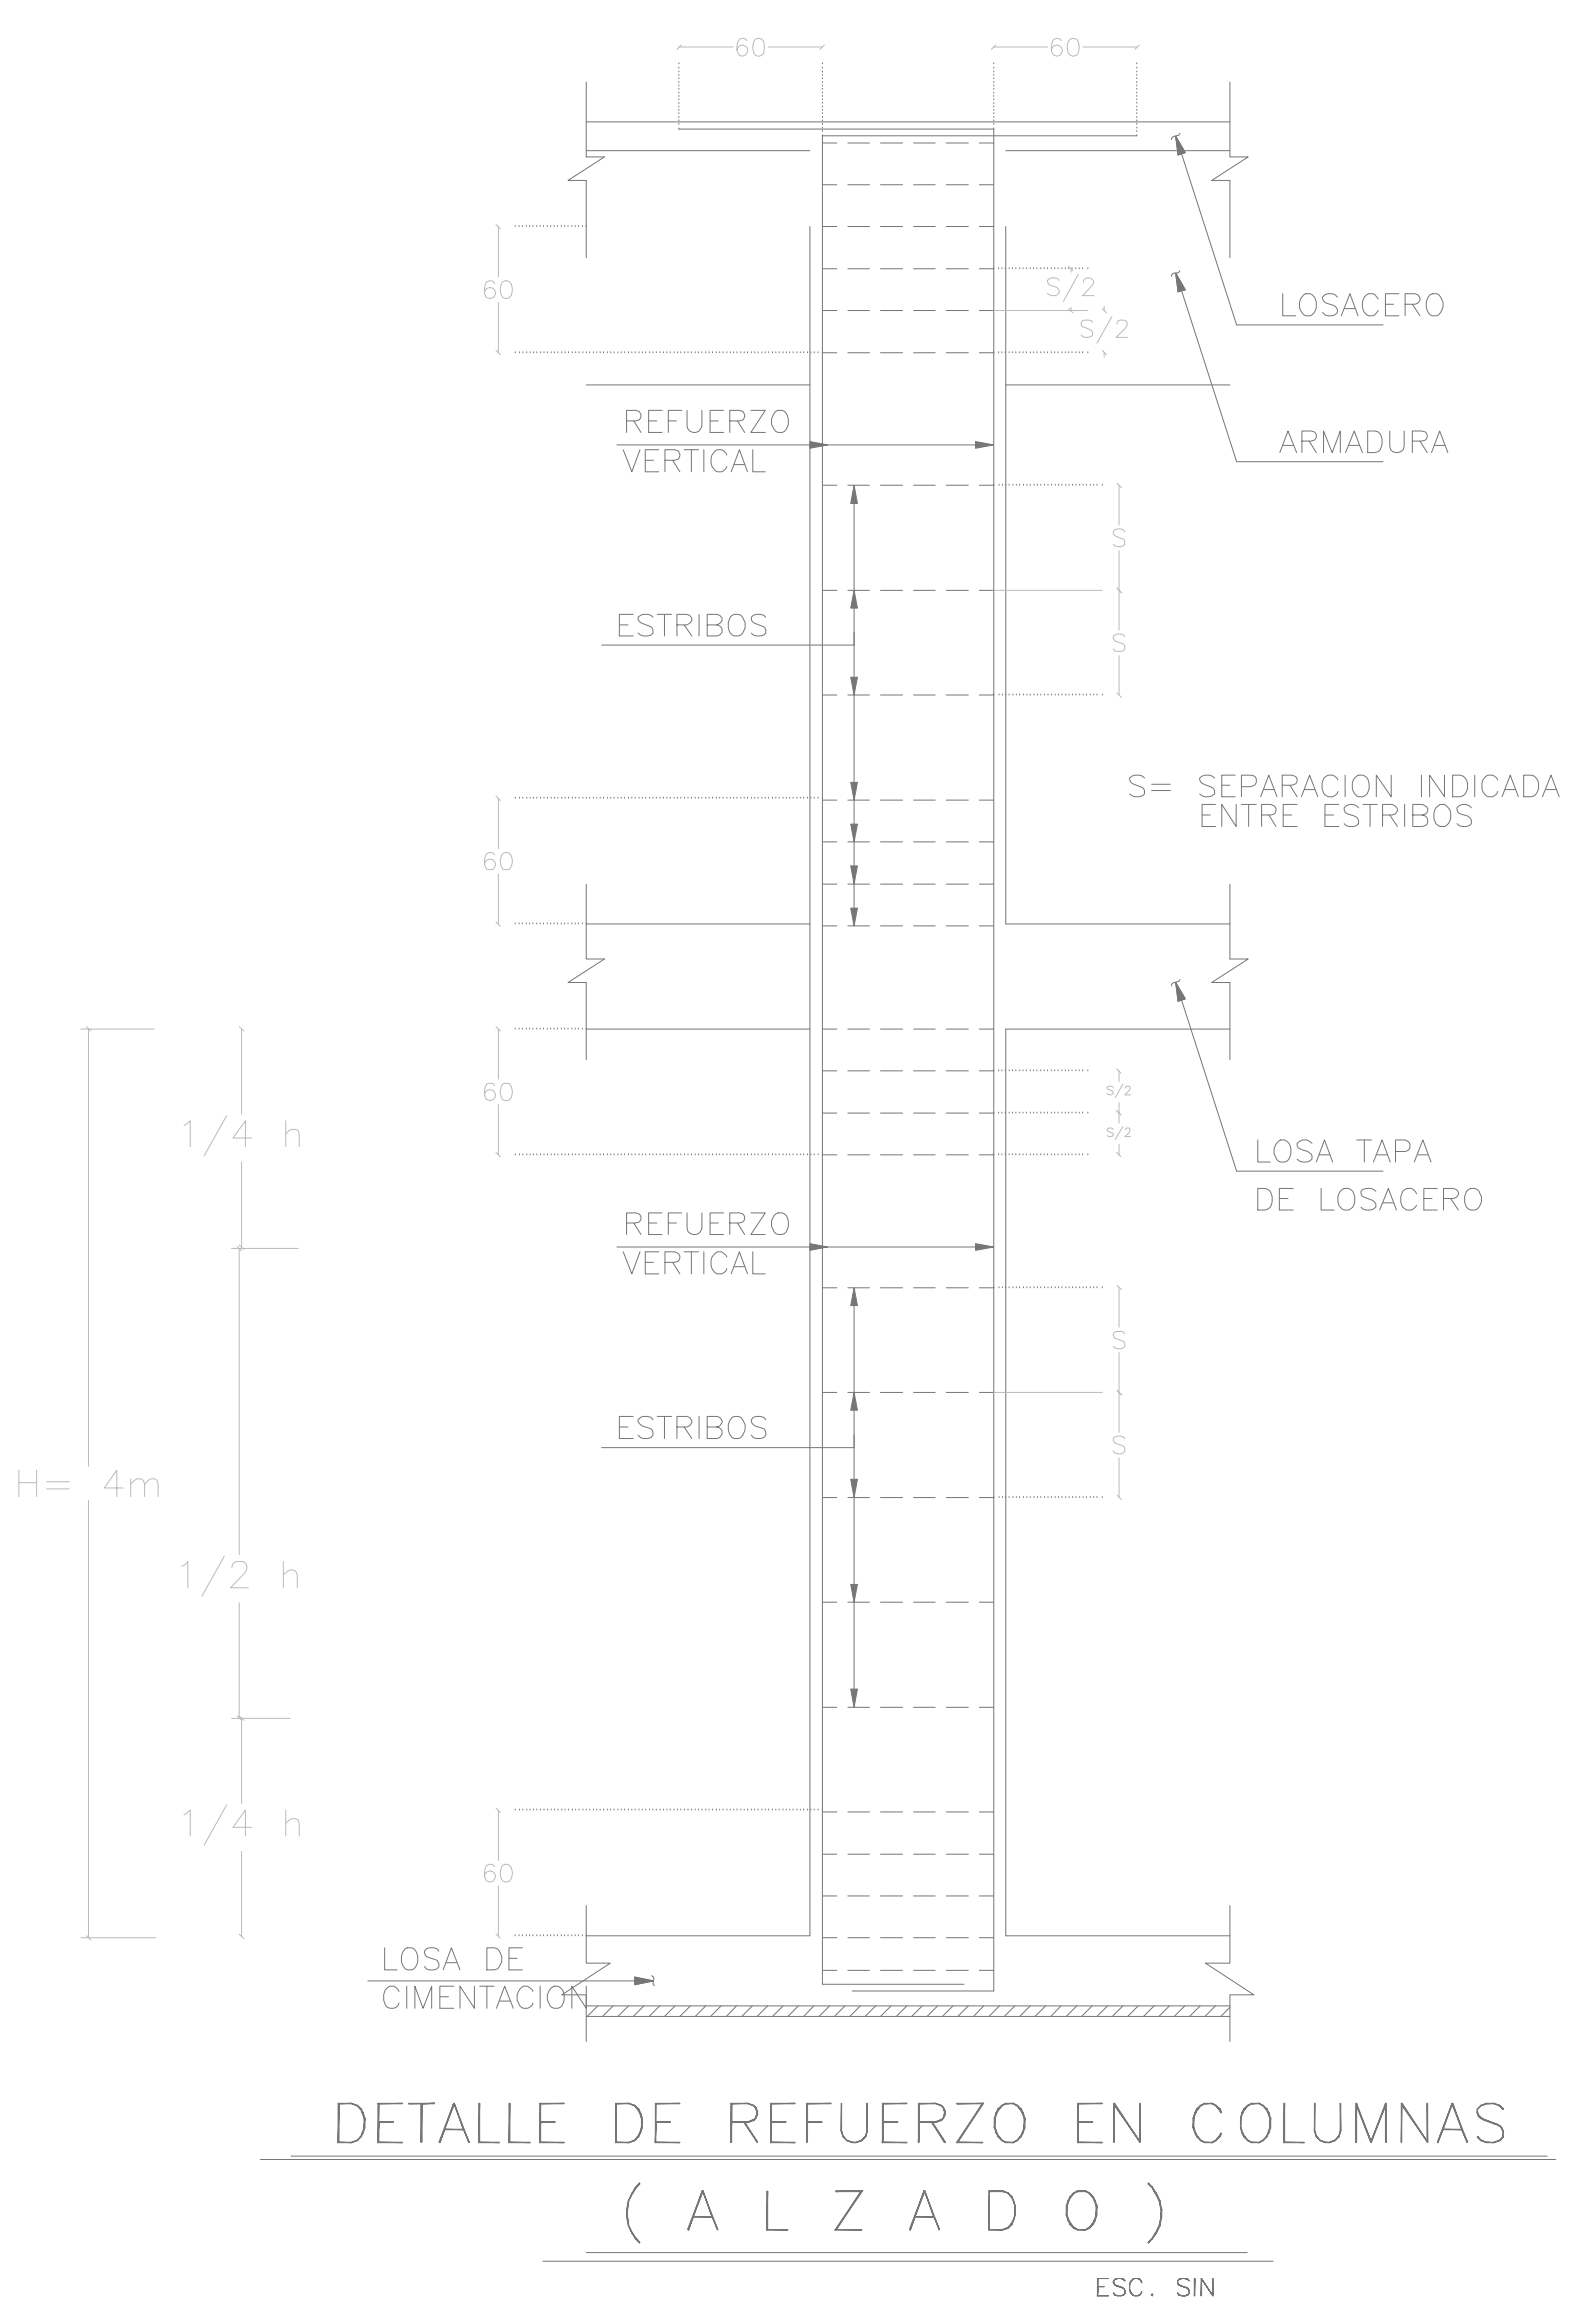 60
60
LOSACERO
60
S/2
S/2
ARMADURA
REFUERZO
VERTICAL
S
ESTRIBOS
S
S= SEPARACION INDICADA
ENTRE ESTRIBOS
60
60
S/2
S/2
1/4 h
LOSA TAPA
DE LOSACERO
REFUERZO
VERTICAL
S
ESTRIBOS
S
H= 4m
1/2 h
1/4 h
60
LOSA DE
CIMENTACION
DETALLE DE REFUERZO EN COLUMNAS
( A L Z A D O )
ESC. SIN